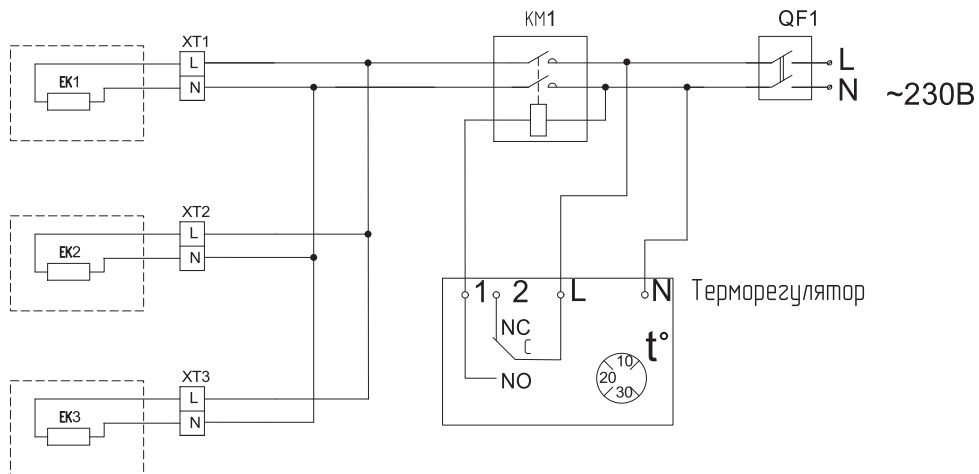 KM1
QF1
XT1
L
N
EK1
L
N
~230В
XT2
L
N
EK2
1
2
L
N
Терморегулятор
NC
C
NO
t°
10
20
30
XT3
L
N
EK3